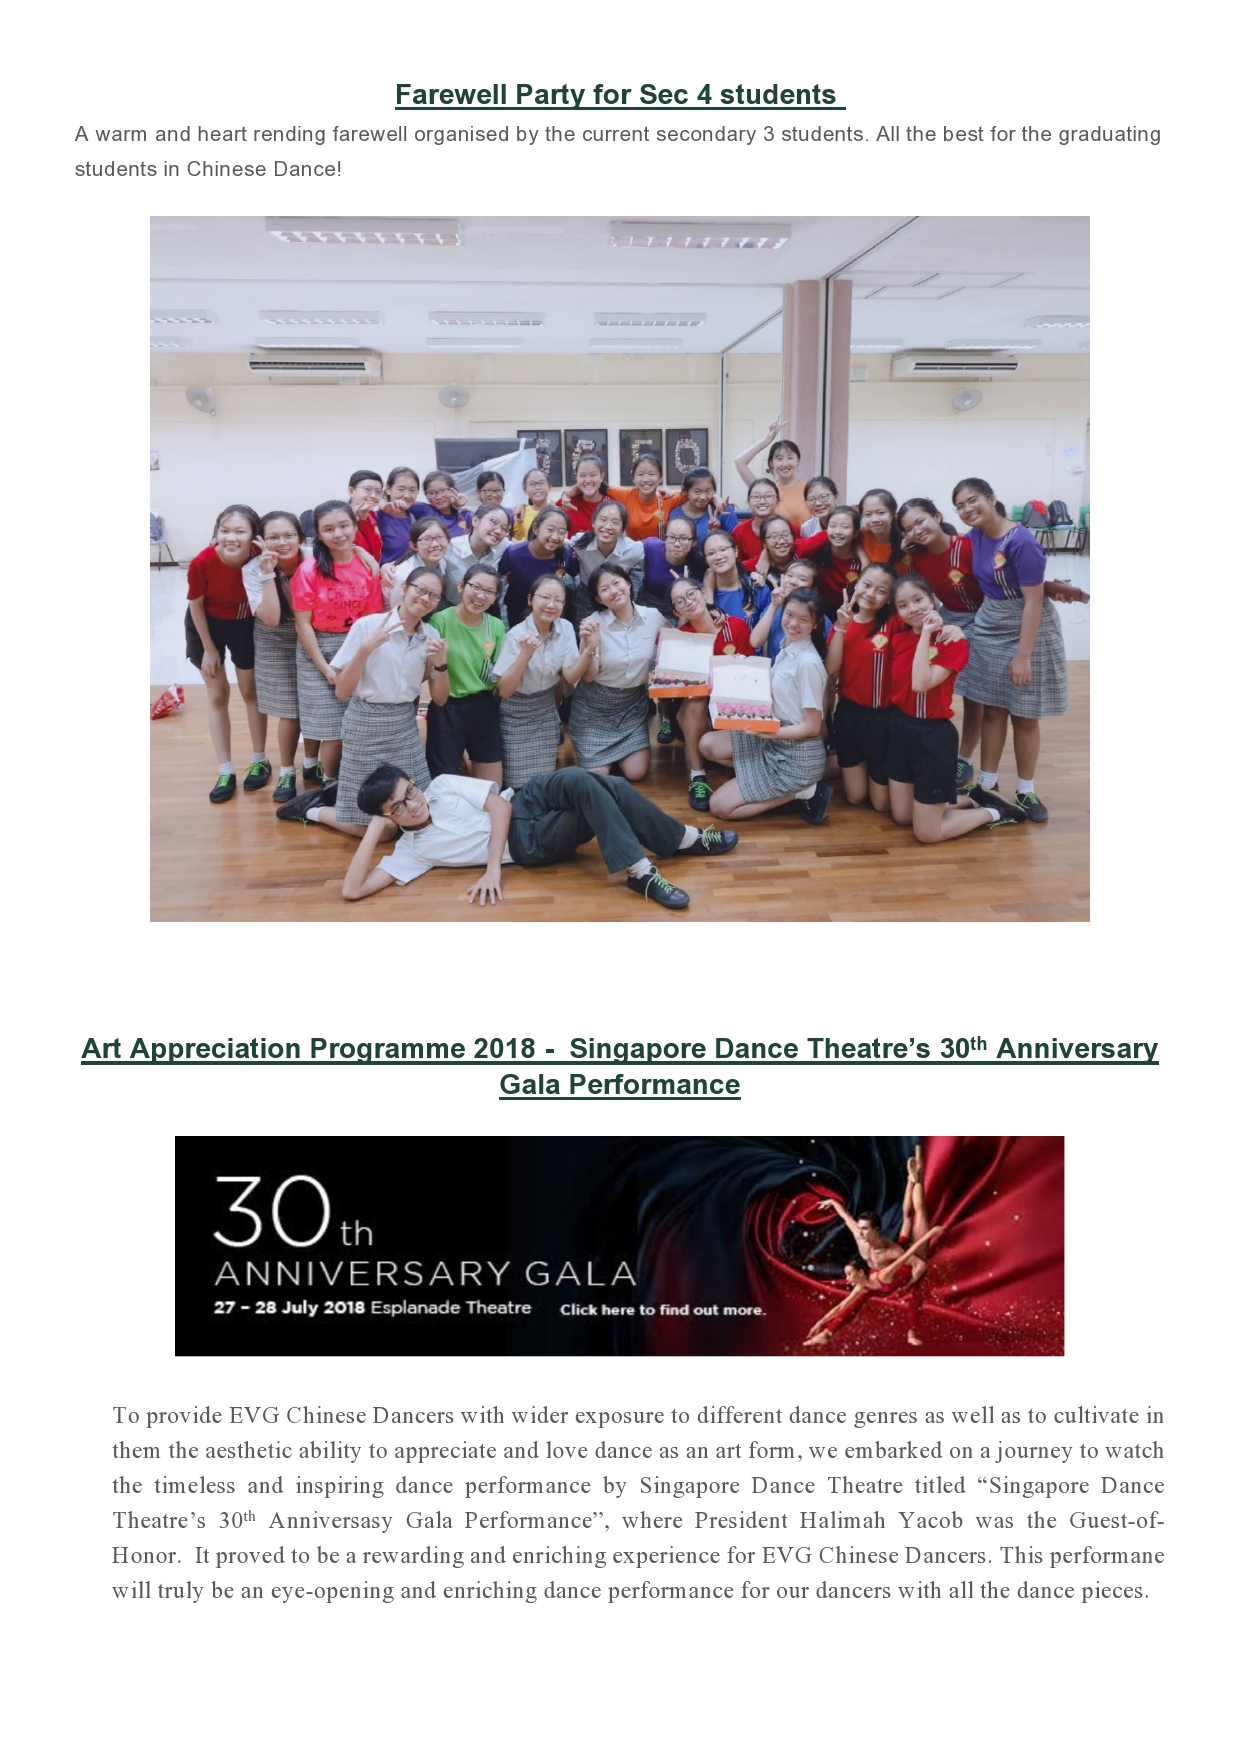 Farewell Party for Sec 4 students
A warm and heart rending farewell organised by the current secondary 3 students. All the best for the graduating
students in Chinese Dance!
CHINESE
DANCE
Art Appreciation Programme 2018 -  Singapore Dance Theatre’s 30th Anniversary
Gala Performance
30th
ANNIVERSARY GALA
27 – 28 July 2018 Esplanade Theatre Click here to find out more.
To provide EVG Chinese Dancers with wider exposure to different dance genres as well as to cultivate in
them the aesthetic ability to appreciate and love dance as an art form, we embarked on a journey to watch
the timeless and inspiring dance performance by Singapore Dance Theatre titled “Singapore Dance
Theatre’s 30th Anniversasy Gala Performance”, where President Halimah Yacob was the Guest-of-
Honor.  It proved to be a rewarding and enriching experience for EVG Chinese Dancers. This performane
will truly be an eye-opening and enriching dance performance for our dancers with all the dance pieces.